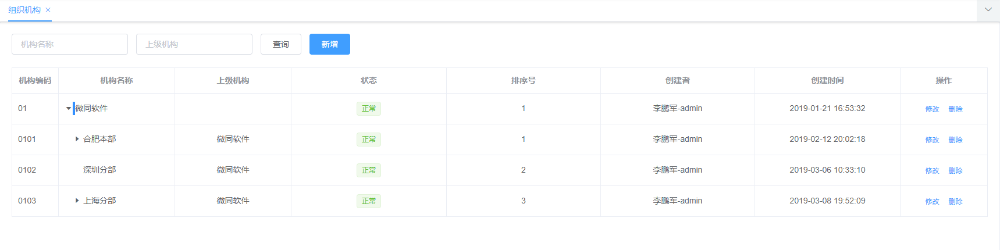 组织机构
机构名称 上级机构 查询 新增
机构编码 机构名称 上级机构 状态 排序号 创建者 创建时间 操作
01 微同软件 正常 1 李鹏军-admin 2019-01-21 16:53:32 修改 删除
0101 合肥本部 微同软件 正常 1 李鹏军-admin 2019-02-12 20:02:18 修改 删除
0102 深圳分部 微同软件 正常 2 李鹏军-admin 2019-03-06 10:33:10 修改 删除
0103 上海分部 微同软件 正常 3 李鹏军-admin 2019-03-08 19:52:09 修改 删除